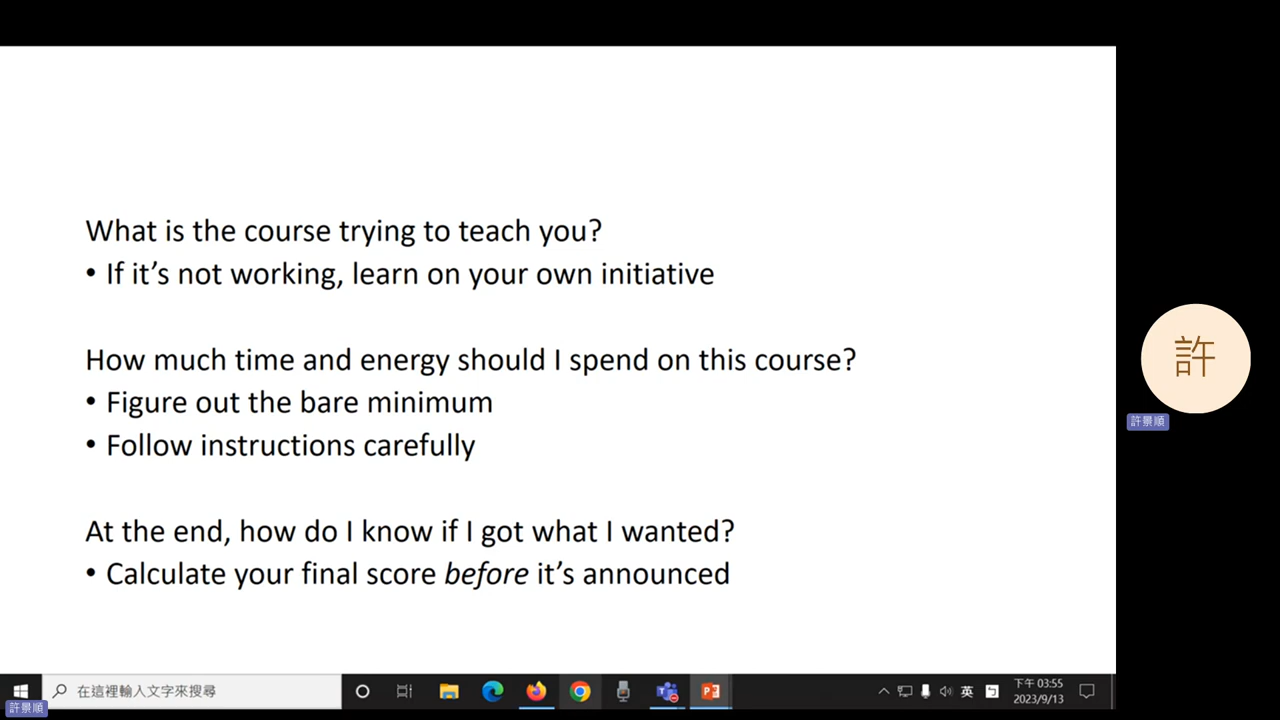 What is the course trying to teach you?
• If it's not working, learn on your own initiative
How much time and energy should I spend on this course?
• Figure out the bare minimum
• Follow instructions carefully
At the end, how do I know if I got what I wanted?
• Calculate your final score before it's announced
許
許景順
在這裡輸入文字來搜尋
英
下午 03:55
2023/9/13
許景順